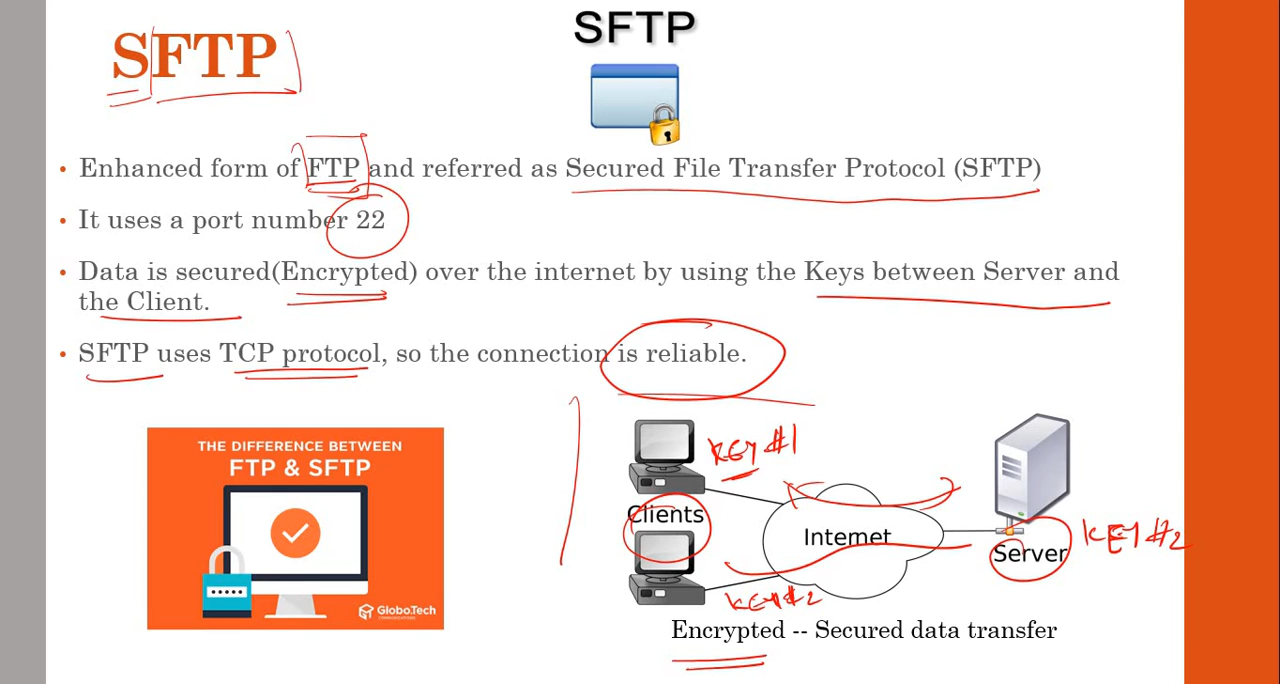 SFTP
SFTP
• Enhanced form of FTP and referred as Secured File Transfer Protocol (SFTP)
• It uses a port number 22
• Data is secured(Encrypted) over the internet by using the Keys between Server and
the Client.
• SFTP uses TCP protocol, so the connection is reliable.
THE DIFFERENCE BETWEEN
FTP & SFTP
Globo.Tech
COMMUNICATIONS
KEY #1
Clients
Internet
Server
KEY #2
KEY #2
Encrypted -- Secured data transfer